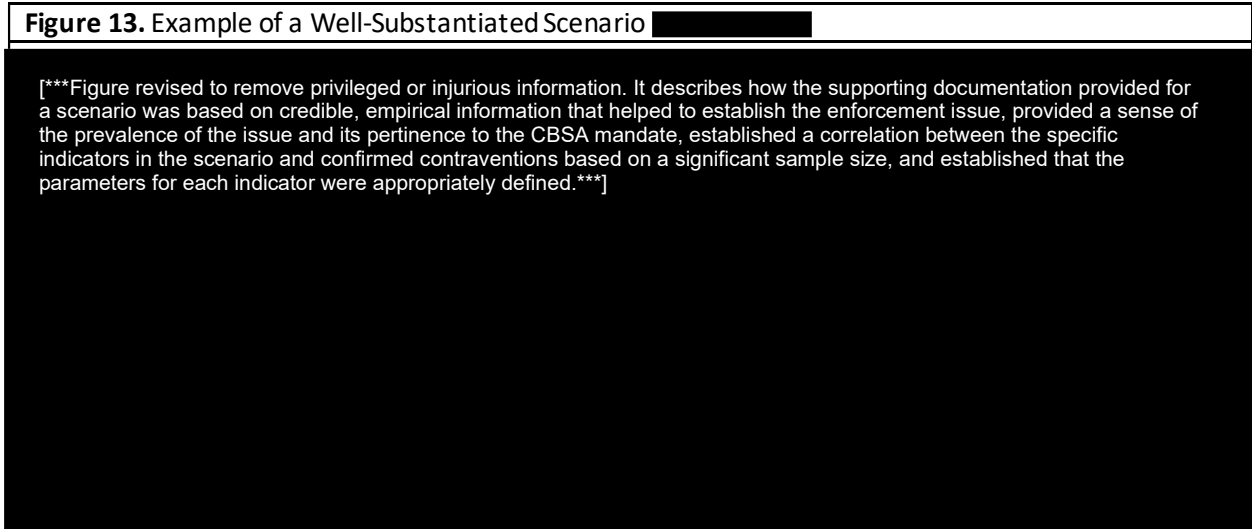 Figure 13. Example of a Well-Substantiated Scenario
[***Figure revised to remove privileged or injurious information. It describes how the supporting documentation provided for
a scenario was based on credible, empirical information that helped to establish the enforcement issue, provided a sense of
the prevalence of the issue and its pertinence to the CBSA mandate, established a correlation between the specific
indicators in the scenario and confirmed contraventions based on a significant sample size, and established that the
parameters for each indicator were appropriately defined.***]